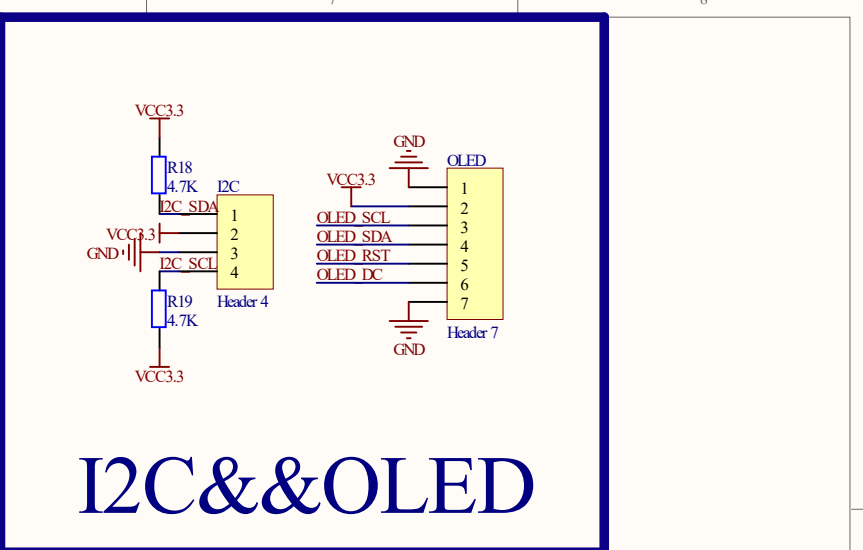 VCC3.3
R18
4.7K
I2C
I2C_SDA
1
VCC3.3
2
GND
3
I2C_SCL
4
R19
4.7K
Header 4
VCC3.3
GND
OLED
VCC3.3
1
2
OLED_SCL
3
OLED_SDA
4
OLED_RST
5
OLED_DC
6
7
Header 7
GND
I2C&&OLED